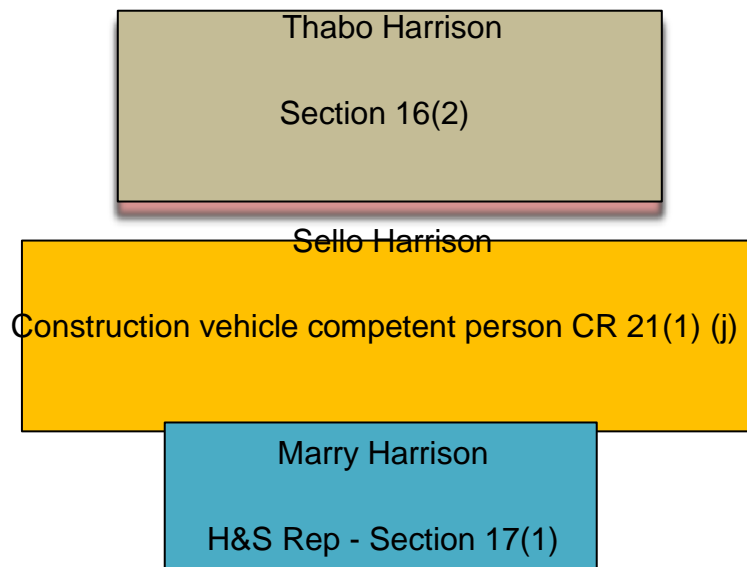 Thabo Harrison
Section 16(2)
Sello Harrison
Construction vehicle competent person CR 21(1) (j)
Marry Harrison
H&S Rep - Section 17(1)